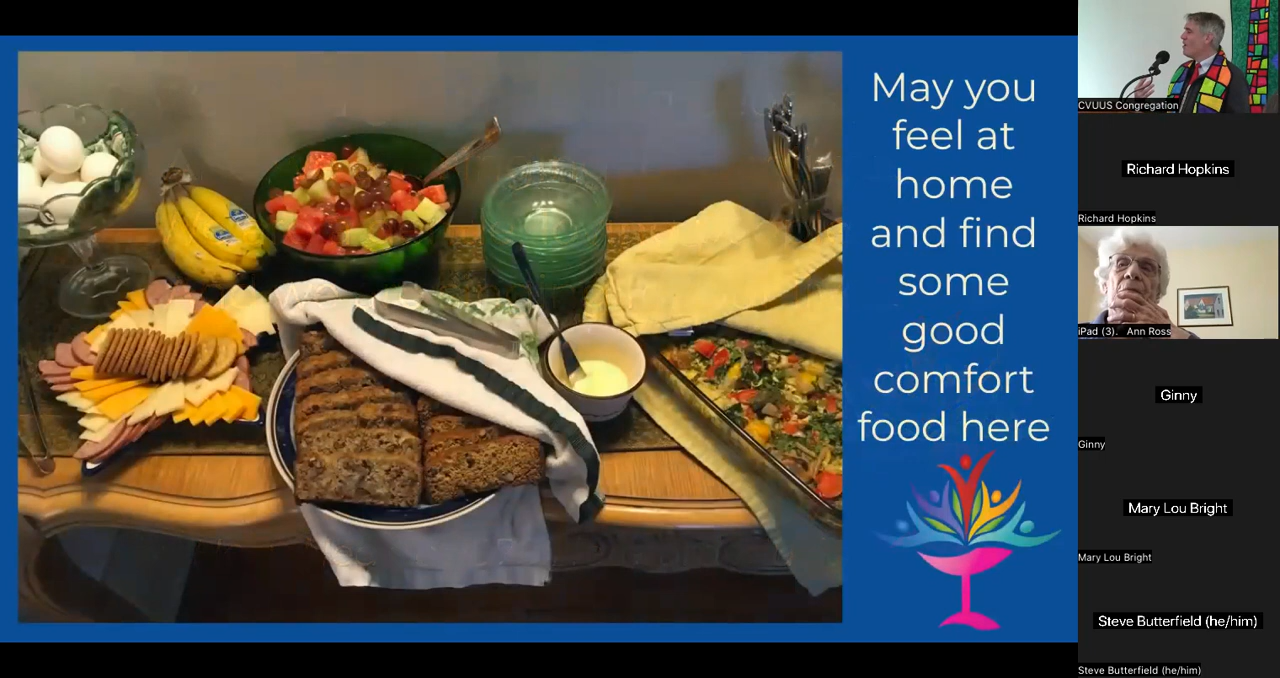 May you
feel at
home
and find
some
good
comfort
food here
CVUUS Congregation
Richard Hopkins
Richard Hopkins
iPad (3). Ann Ross
Ginny
Ginny
Mary Lou Bright
Mary Lou Bright
Steve Butterfield (he/him)
Steve Butterfield (he/him)